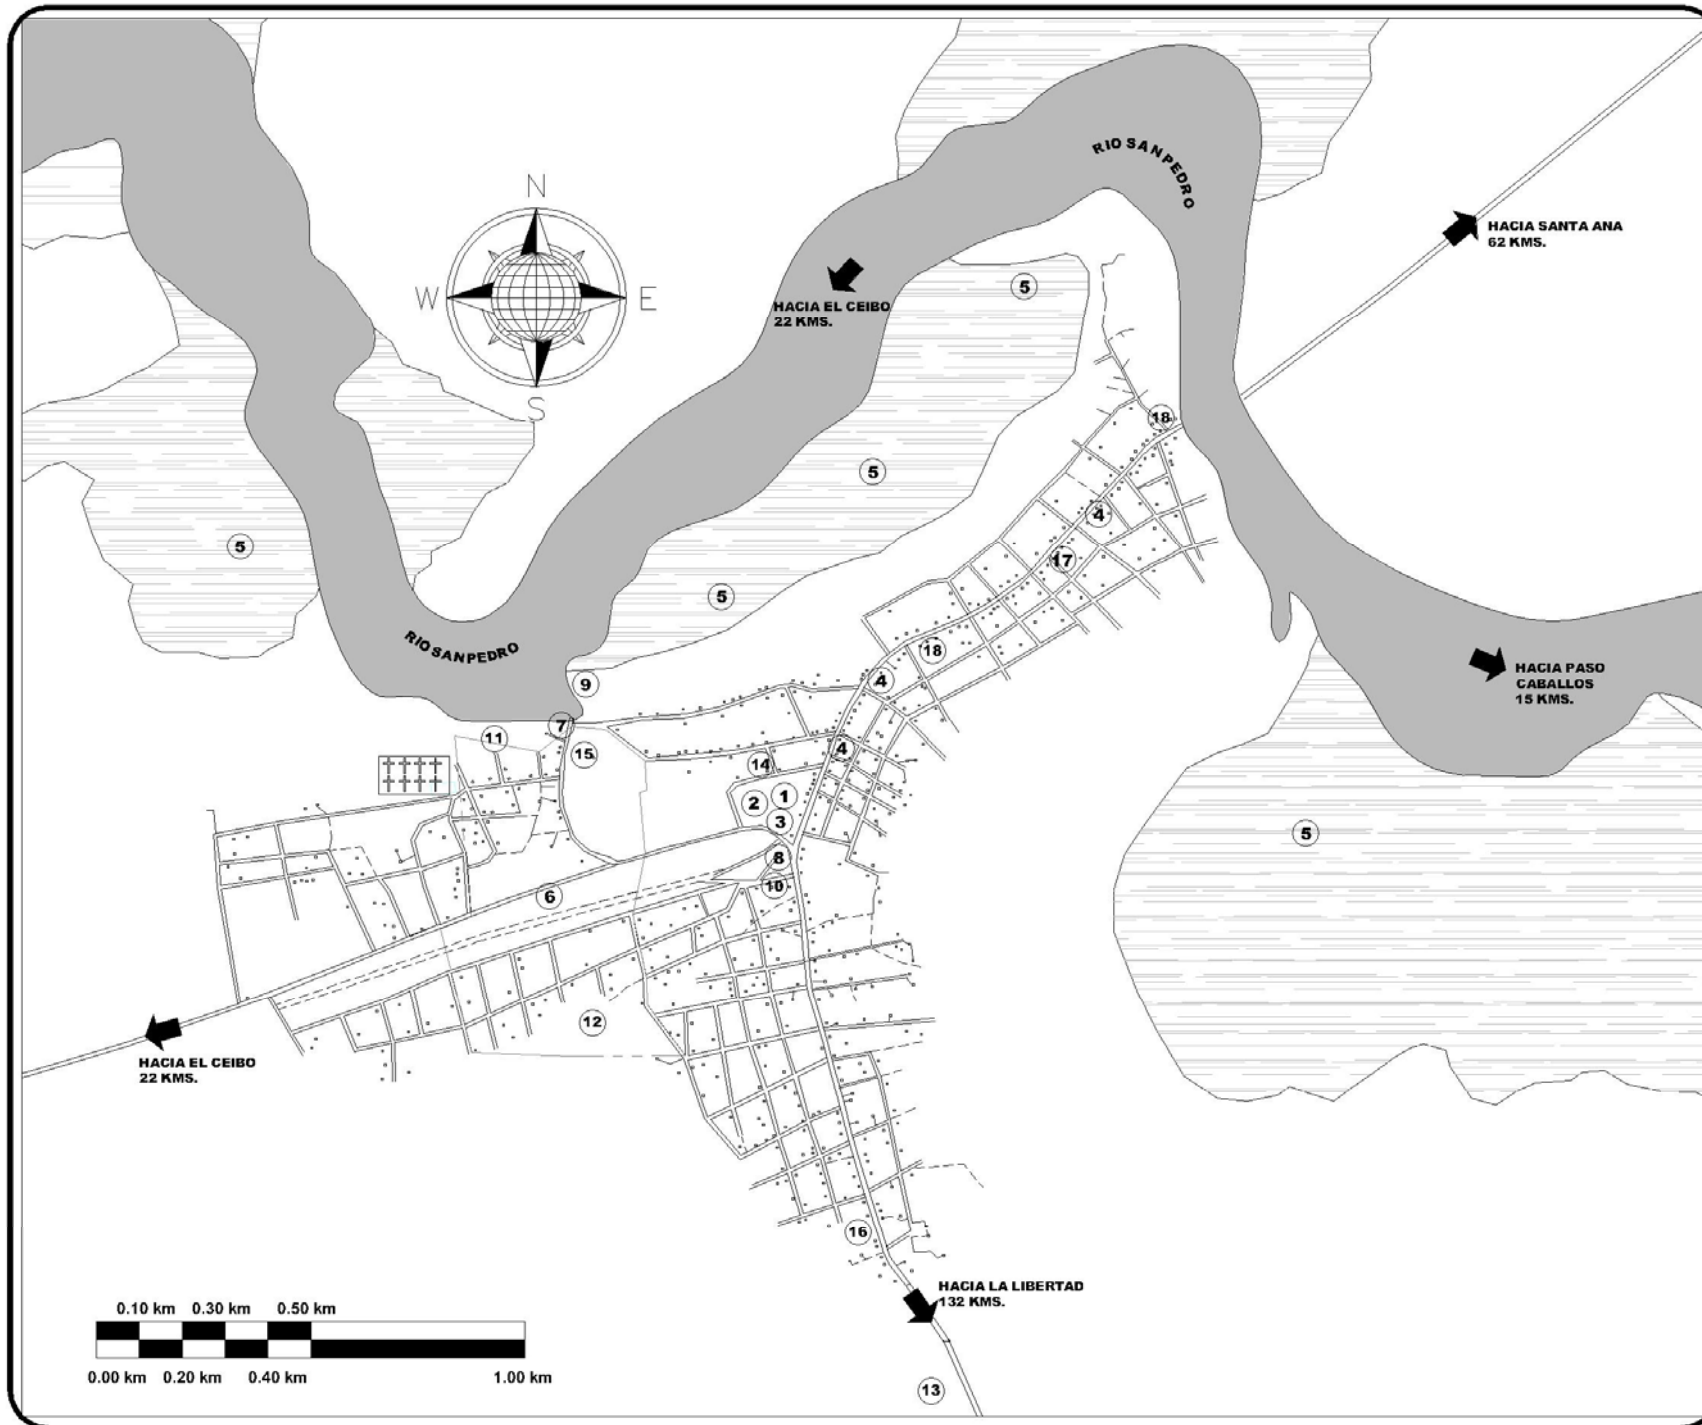 RIO SAN PEDRO
N
HACIA SANTA ANA
62 KMS.
5
W
E
HACIA EL CEIBO
22 KMS.
S
18
5
4
5
17
5
RIO SAN PEDRO
18
HACIA PASO
CABALLOS
15 KMS.
9
4
7
11
15
4
14
1
2
3
5
8
10
6
12
HACIA EL CEIBO
22 KMS.
16
HACIA LA LIBERTAD
132 KMS.
0.10 km 0.30 km 0.50 km
0.00 km 0.20 km 0.40 km 1.00 km
13